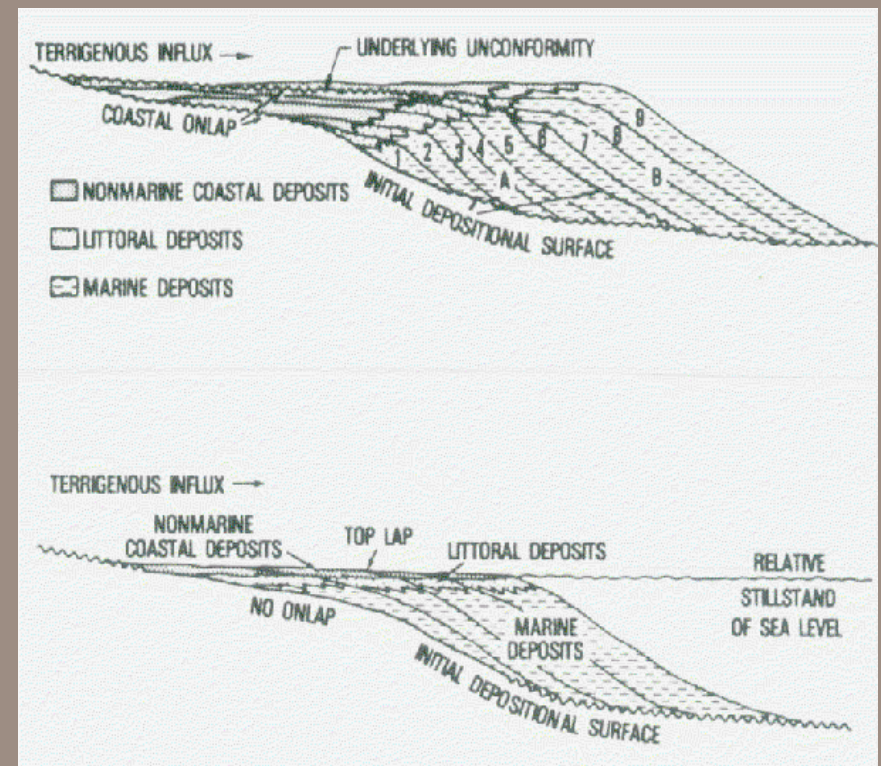 TERRIGENOUS INFLUX
UNDERLYING UNCONFORMITY
COASTAL ONLAP
1 2 3 4 5 6 7 8 9
A
B
INITIAL DEPOSITIONAL SURFACE
NONMARINE COASTAL DEPOSITS
LITTORAL DEPOSITS
MARINE DEPOSITS
TERRIGENOUS INFLUX
NONMARINE
COASTAL DEPOSITS
TOP LAP
LITTORAL DEPOSITS
RELATIVE
STILLSTAND
OF SEA LEVEL
NO ONLAP
MARINE
DEPOSITS
INITIAL DEPOSITIONAL SURFACE